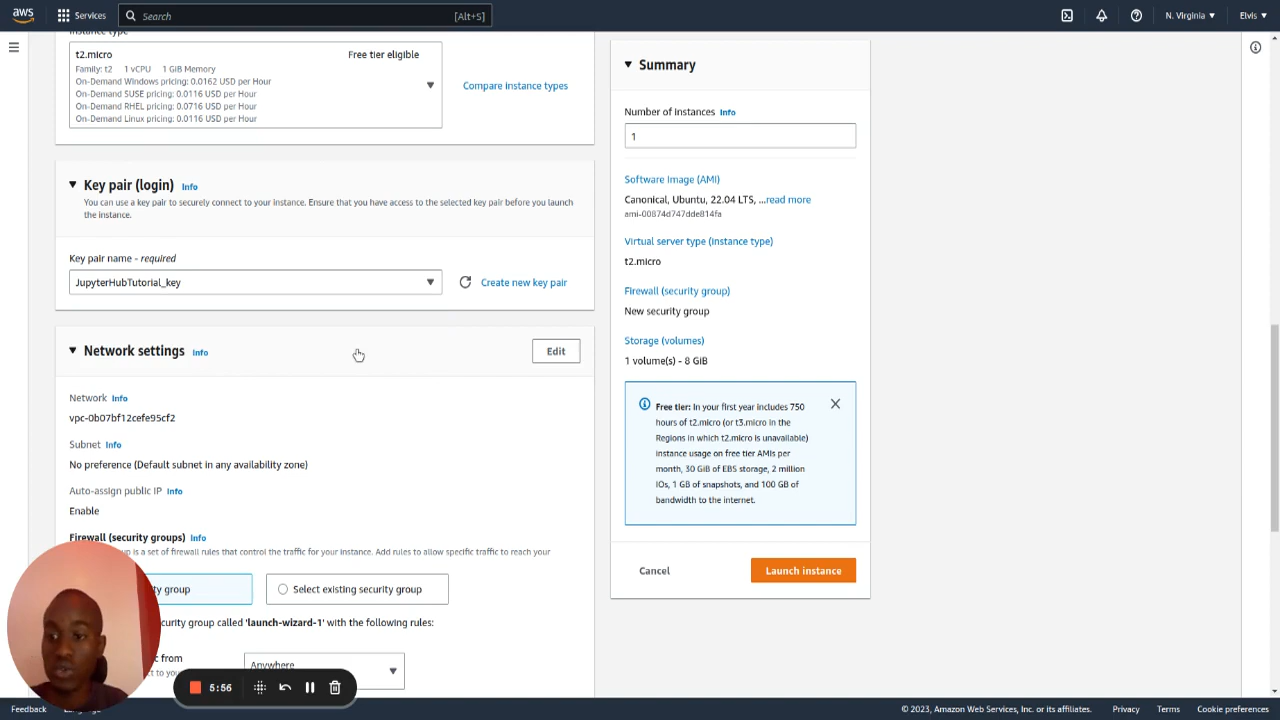 aws
Services
Search
[Alt+S]
N. Virginia
Elvis
Instance type
t2.micro
Free tier eligible
Family: t2 1 vCPU 1 GiB Memory
On-Demand Windows pricing: 0.0162 USD per Hour
On-Demand SUSE pricing: 0.0116 USD per Hour
On-Demand RHEL pricing: 0.0716 USD per Hour
On-Demand Linux pricing: 0.0116 USD per Hour
Compare instance types
Key pair (login) Info
You can use a key pair to securely connect to your instance. Ensure that you have access to the selected key pair before you launch
the instance.
Key pair name - required
JupyterHubTutorial_key
Create new key pair
Network settings Info
Edit
Network Info
vpc-0b07bf12cefe95cf2
Subnet Info
No preference (Default subnet in any availability zone)
Auto-assign public IP Info
Enable
Firewall (security groups) Info
is a set of firewall rules that control the traffic for your instance. Add rules to allow specific traffic to reach your
group
Select existing security group
curity group called 'launch-wizard-1' with the following rules:
c from
ct to you
Anywhere
5:56
Summary
Number of instances Info
1
Software Image (AMI)
Canonical, Ubuntu, 22.04 LTS, ...read more
ami-00874d747dde814fa
Virtual server type (instance type)
t2.micro
Firewall (security group)
New security group
Storage (volumes)
1 volume(s) - 8 GiB
Free tier: In your first year includes 750
hours of t2.micro (or t3.micro in the
Regions in which t2.micro is unavailable)
instance usage on free tier AMIs per
month, 30 GiB of EBS storage, 2 million
IOs, 1 GB of snapshots, and 100 GB of
bandwidth to the internet.
Cancel
Launch instance
Feedback
© 2023, Amazon Web Services, Inc. or its affiliates.
Privacy
Terms
Cookie preferences